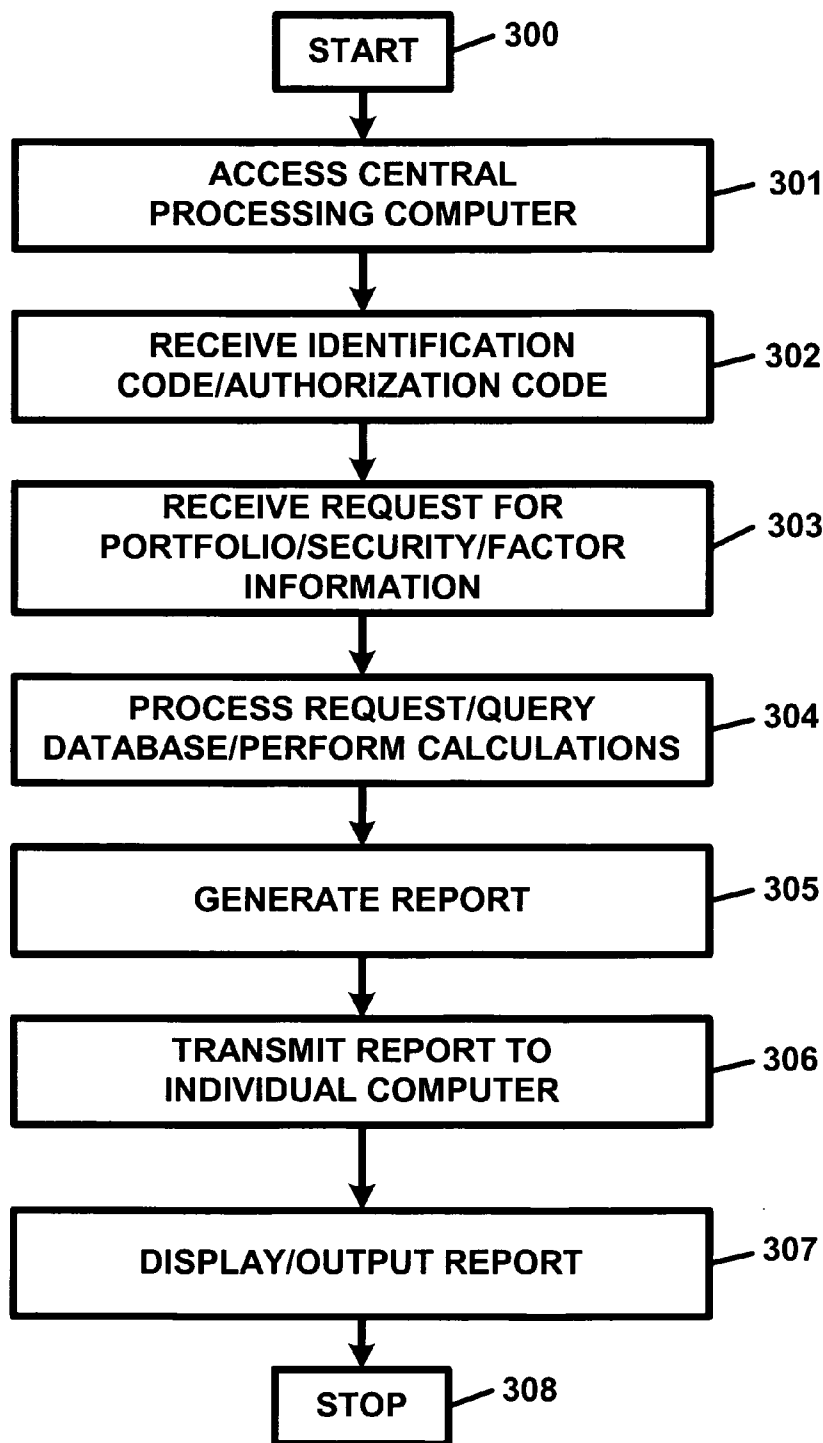 START
300
ACCESS CENTRAL
PROCESSING COMPUTER
301
RECEIVE IDENTIFICATION
CODE/AUTHORIZATION CODE
302
RECEIVE REQUEST FOR
PORTFOLIO/SECURITY/FACTOR
INFORMATION
303
PROCESS REQUEST/QUERY
DATABASE/PERFORM CALCULATIONS
304
GENERATE REPORT
305
TRANSMIT REPORT TO
INDIVIDUAL COMPUTER
306
DISPLAY/OUTPUT REPORT
307
STOP
308